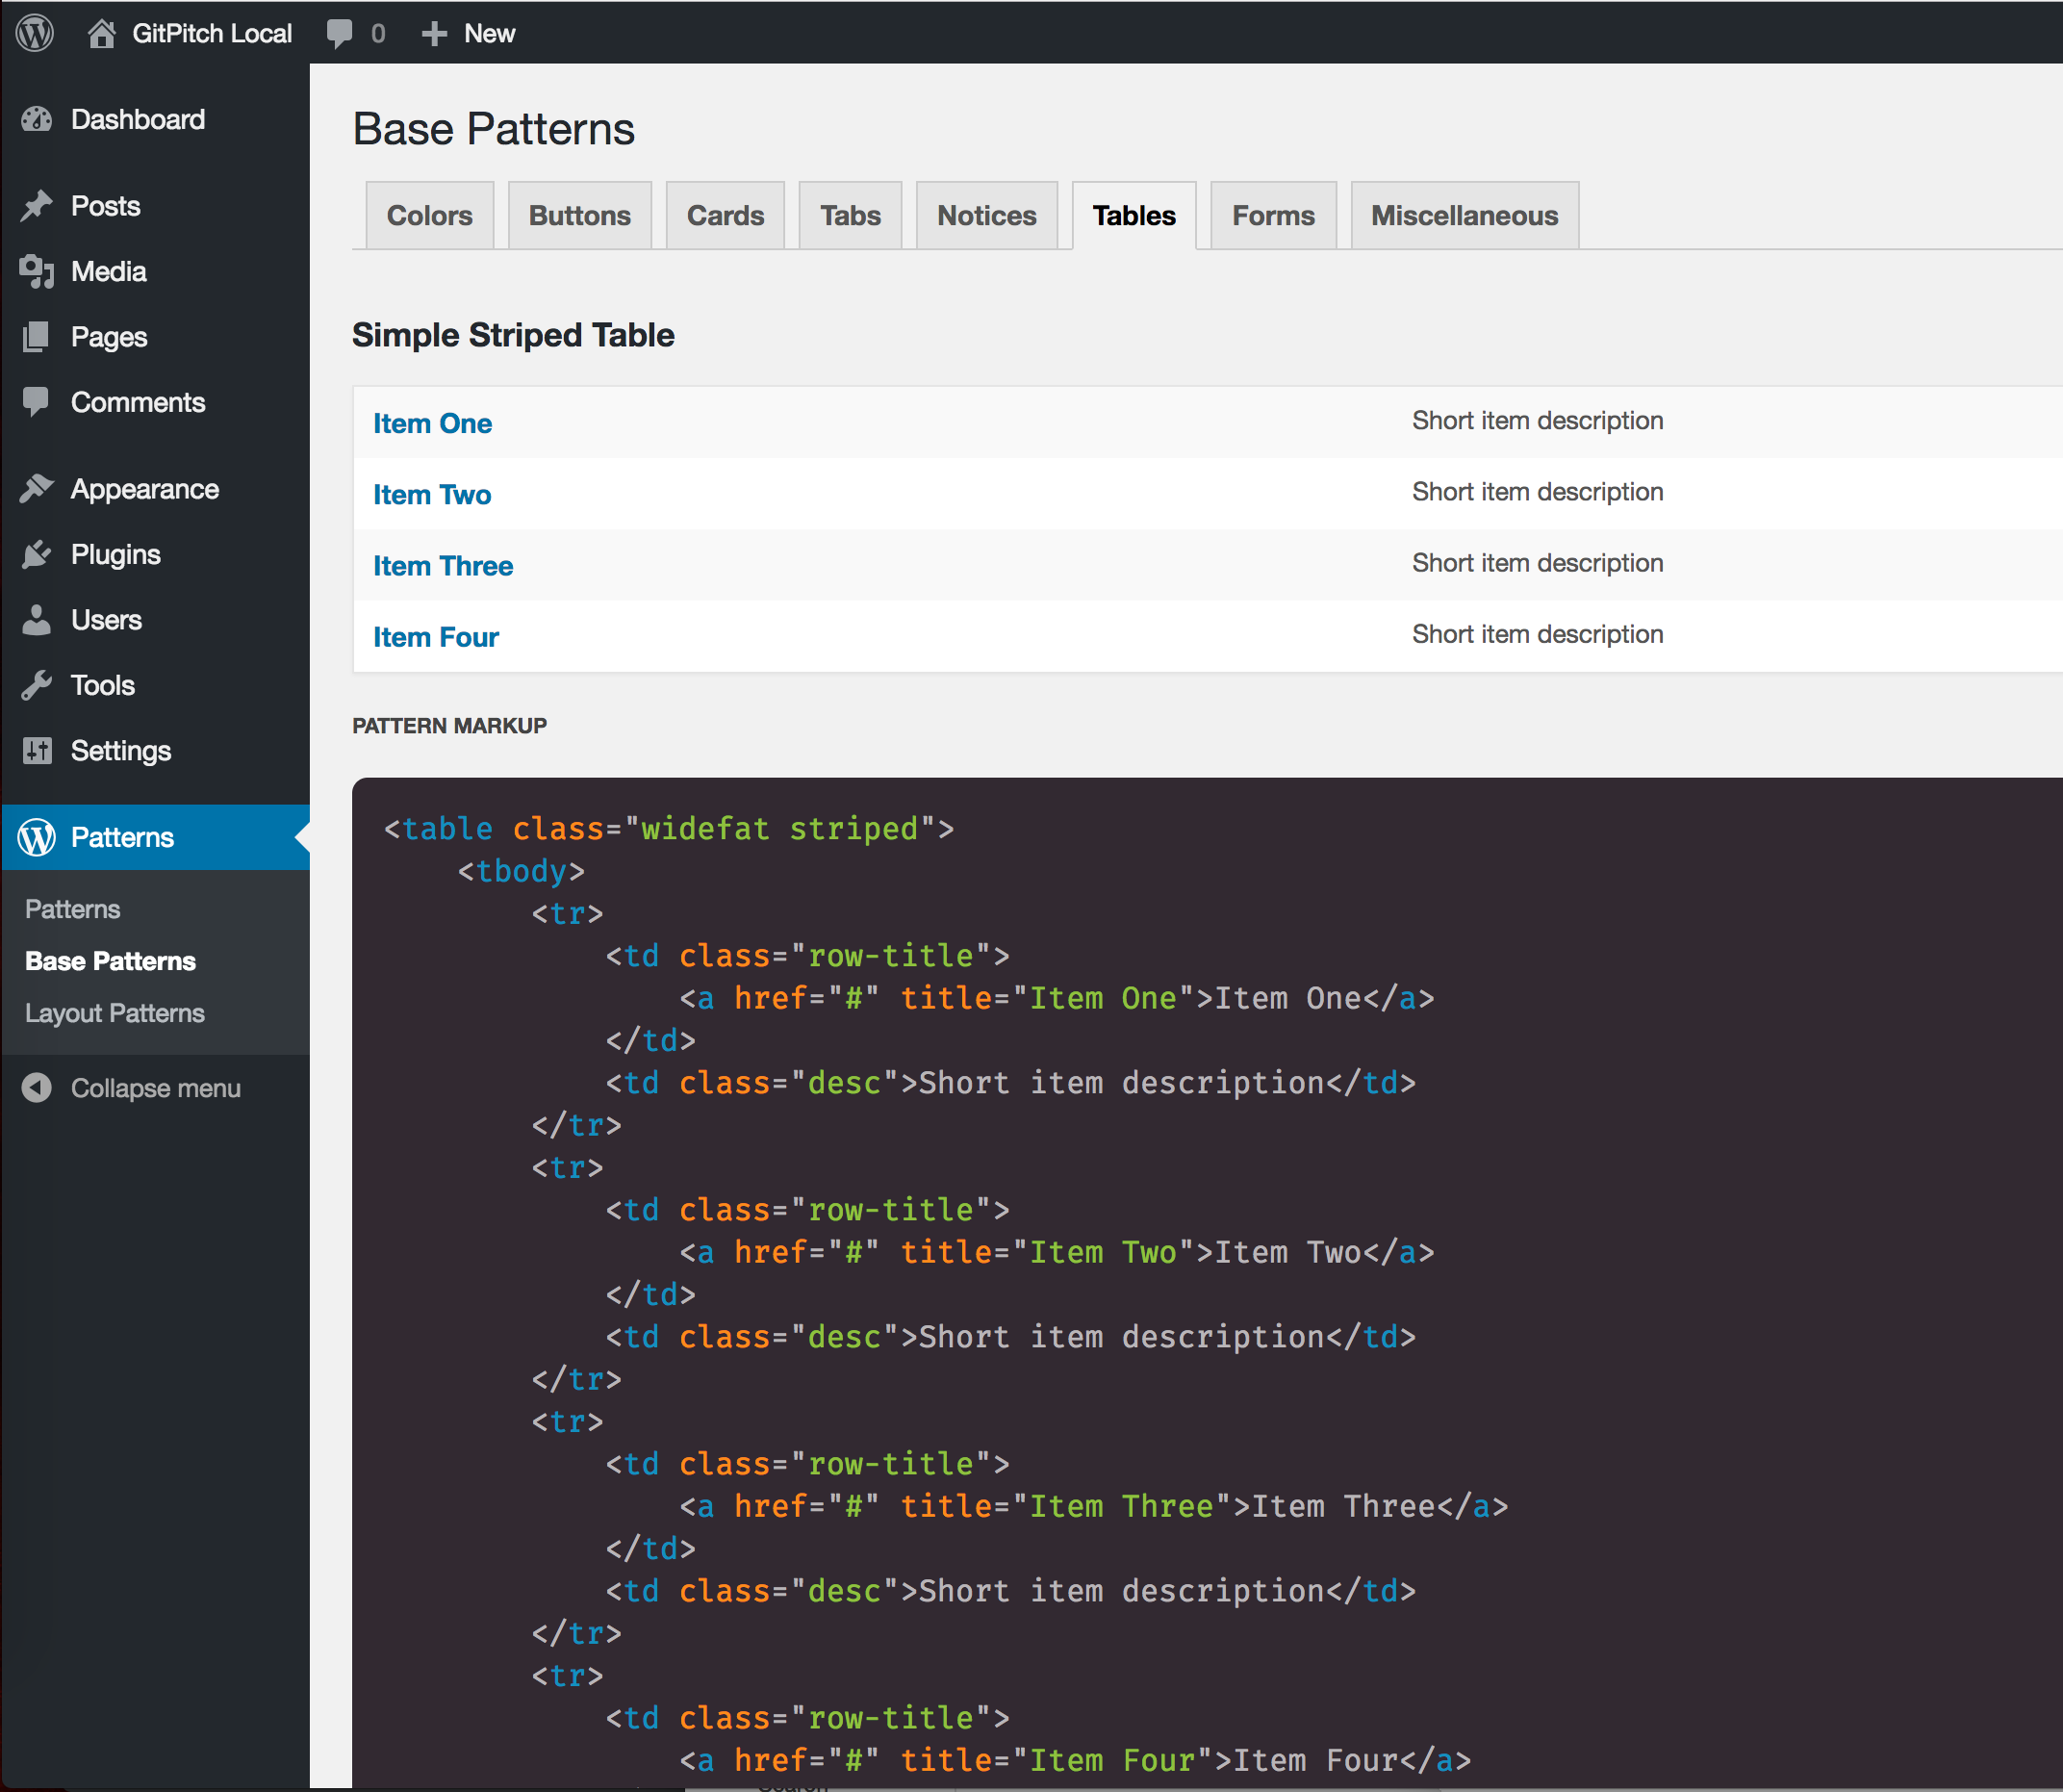 GitPitch Local 0 New
Dashboard
Posts
Media
Pages
Comments
Appearance
Plugins
Users
Tools
Settings
Patterns
Patterns
Base Patterns
Layout Patterns
Collapse menu
Base Patterns
Colors Buttons Cards Tabs Notices Tables Forms Miscellaneous
Simple Striped Table
Item One Short item description
Item Two Short item description
Item Three Short item description
Item Four Short item description
PATTERN MARKUP
<table class="widefat striped">
<tbody>
<tr>
<td class="row-title">
<a href="#" title="Item One">Item One</a>
</td>
<td class="desc">Short item description</td>
</tr>
<tr>
<td class="row-title">
<a href="#" title="Item Two">Item Two</a>
</td>
<td class="desc">Short item description</td>
</tr>
<tr>
<td class="row-title">
<a href="#" title="Item Three">Item Three</a>
</td>
<td class="desc">Short item description</td>
</tr>
<tr>
<td class="row-title">
<a href="#" title="Item Four">Item Four</a>